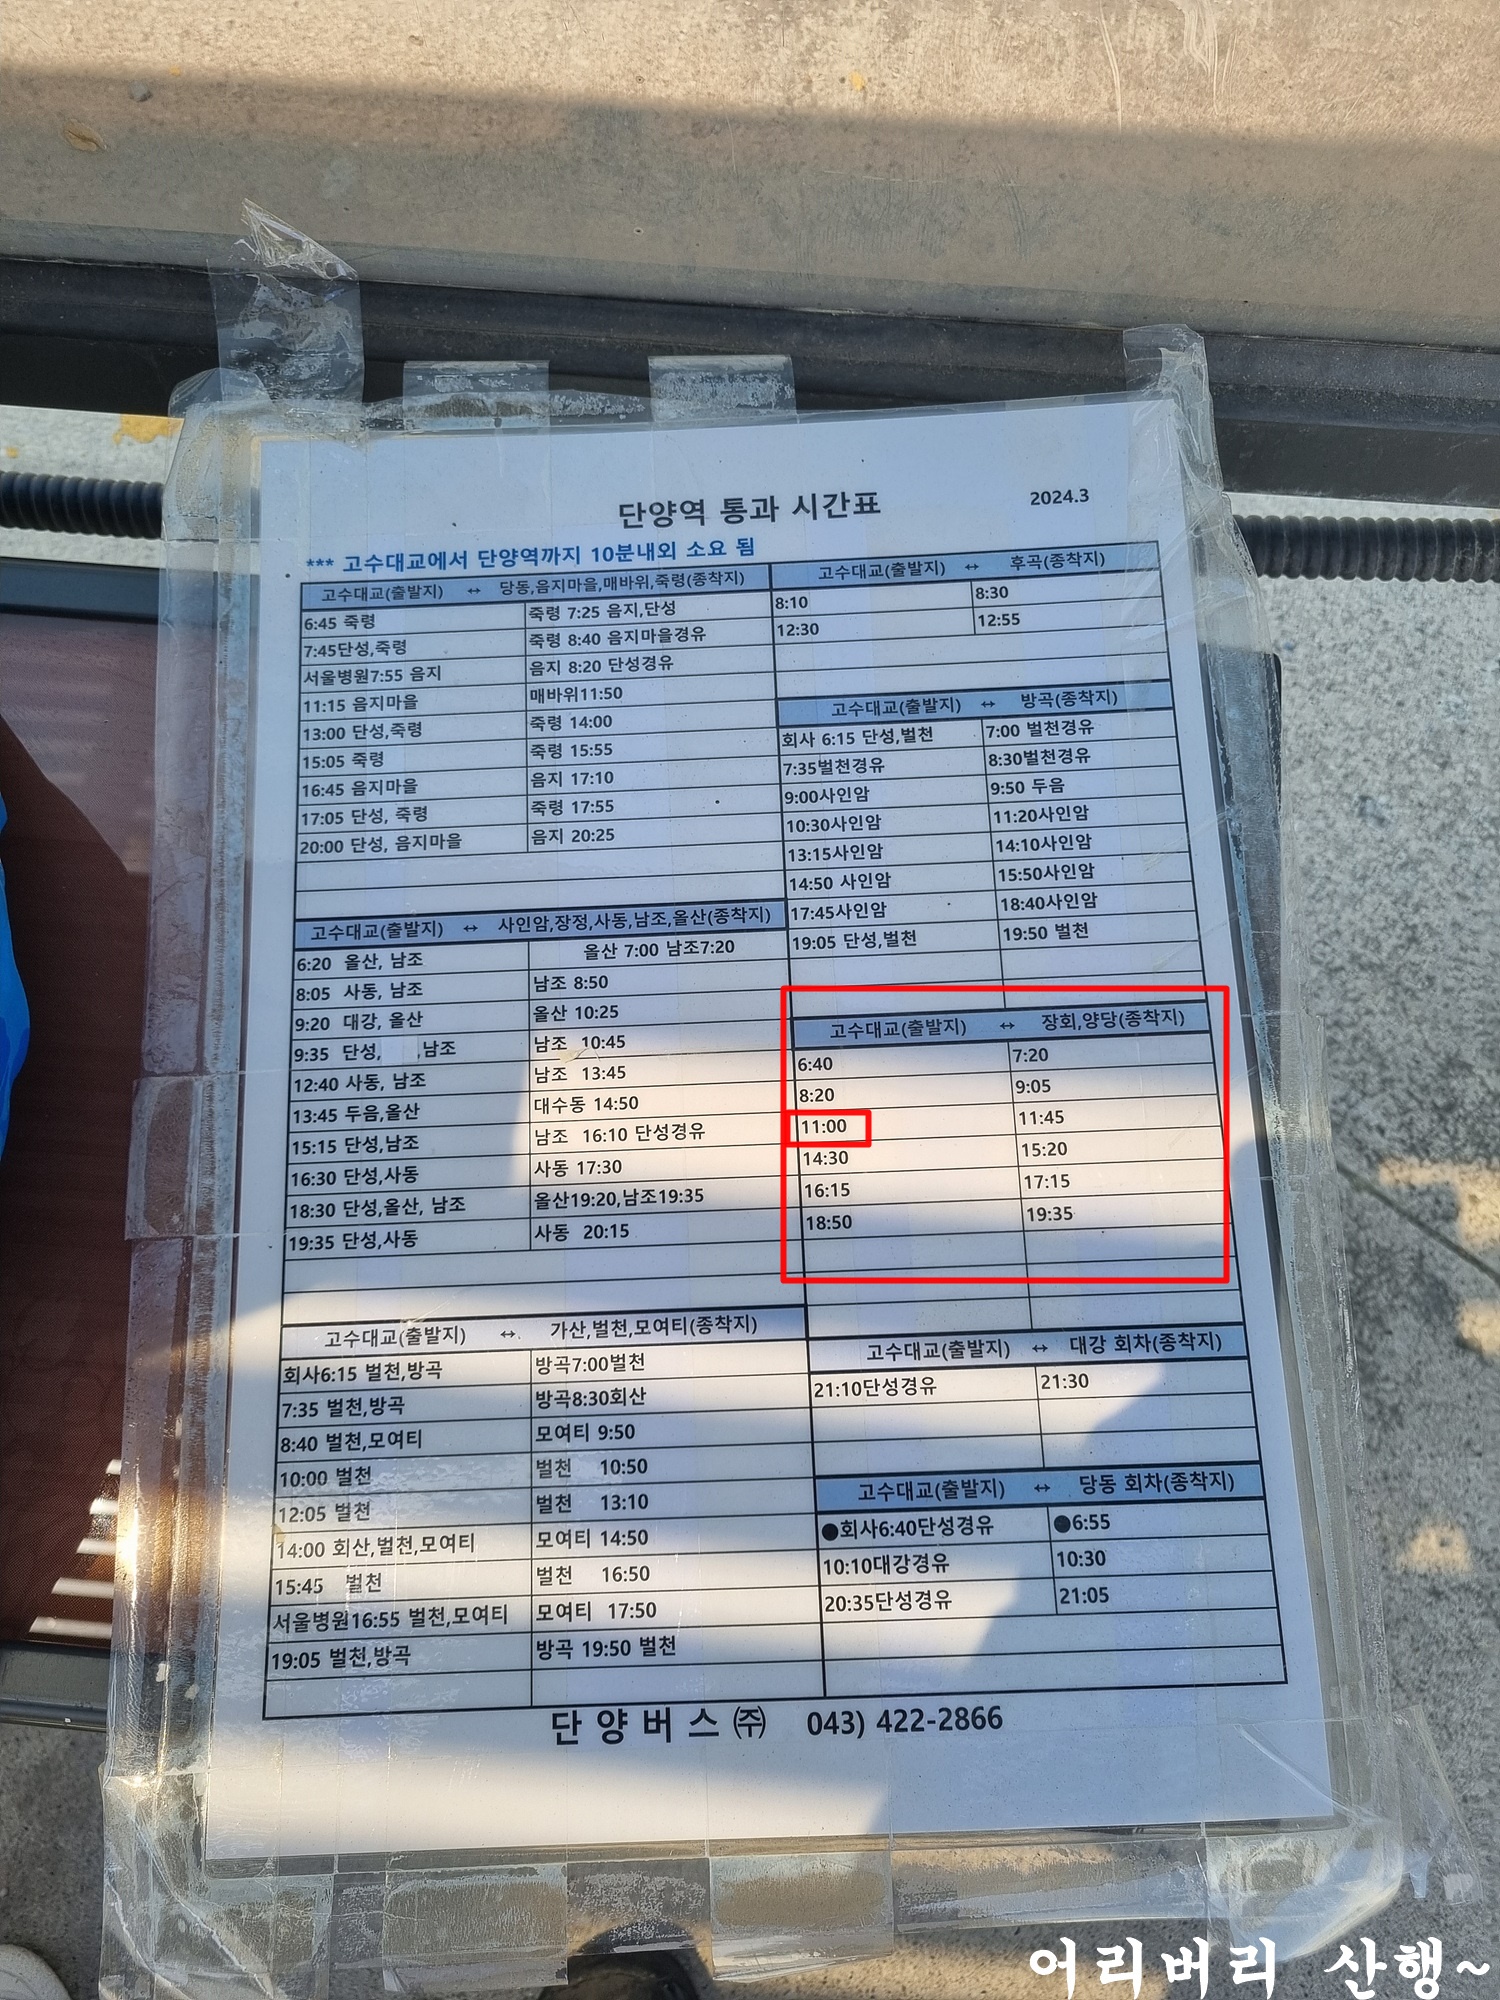 단양역 통과 시간표 2024.3
*** 고수대교에서 단양역까지 10분내외 소요 됨
고수대교(출발지) ↔ 당동,음지마을,매바위,죽령(종착지)
6:45 죽령 죽령 7:25 음지,단성
7:45단성,죽령 죽령 8:40 음지마을경유
서울병원7:55 음지 음지 8:20 단성경유
11:15 음지마을 매바위11:50
13:00 단성,죽령 죽령 14:00
15:05 죽령 죽령 15:55
16:45 음지마을 음지 17:10
17:05 단성, 죽령 죽령 17:55
20:00 단성, 음지마을 음지 20:25
고수대교(출발지) ↔ 사인암,장정,사동,남조,올산(종착지)
6:20 올산, 남조 올산 7:00 남조7:20
8:05 사동, 남조 남조 8:50
9:20 대강, 올산 올산 10:25
9:35 단성, ,남조 남조 10:45
12:40 사동, 남조 남조 13:45
13:45 두음,올산 대수동 14:50
15:15 단성,남조 남조 16:10 단성경유
16:30 단성,사동 사동 17:30
18:30 단성,올산, 남조 올산19:20,남조19:35
19:35 단성,사동 사동 20:15
고수대교(출발지) ↔ 가산,벌천,모여티(종착지)
회사6:15 벌천,방곡 방곡7:00벌천
7:35 벌천,방곡 방곡8:30회산
8:40 벌천,모여티 모여티 9:50
10:00 벌천 벌천 10:50
12:05 벌천 벌천 13:10
14:00 회산,벌천,모여티 모여티 14:50
15:45 벌천 벌천 16:50
서울병원16:55 벌천,모여티 모여티 17:50
19:05 벌천,방곡 방곡 19:50 벌천
고수대교(출발지) ↔ 후곡(종착지)
8:10 8:30
12:30 12:55
고수대교(출발지) ↔ 방곡(종착지)
회사 6:15 단성,벌천 7:00 벌천경유
7:35벌천경유 8:30벌천경유
9:00사인암 9:50 두음
10:30사인암 11:20사인암
13:15사인암 14:10사인암
14:50 사인암 15:50사인암
17:45사인암 18:40사인암
19:05 단성,벌천 19:50 벌천
고수대교(출발지) ↔ 장회,양당(종착지)
6:40 7:20
8:20 9:05
11:00 11:45
14:30 15:20
16:15 17:15
18:50 19:35
고수대교(출발지) ↔ 대강 회차(종착지)
21:10단성경유 21:30
고수대교(출발지) ↔ 당동 회차(종착지)
●회사6:40단성경유 ●6:55
10:10대강경유 10:30
20:35단성경유 21:05
단 양 버 스 ㈜ 043) 422-2866
어리버리 산행~